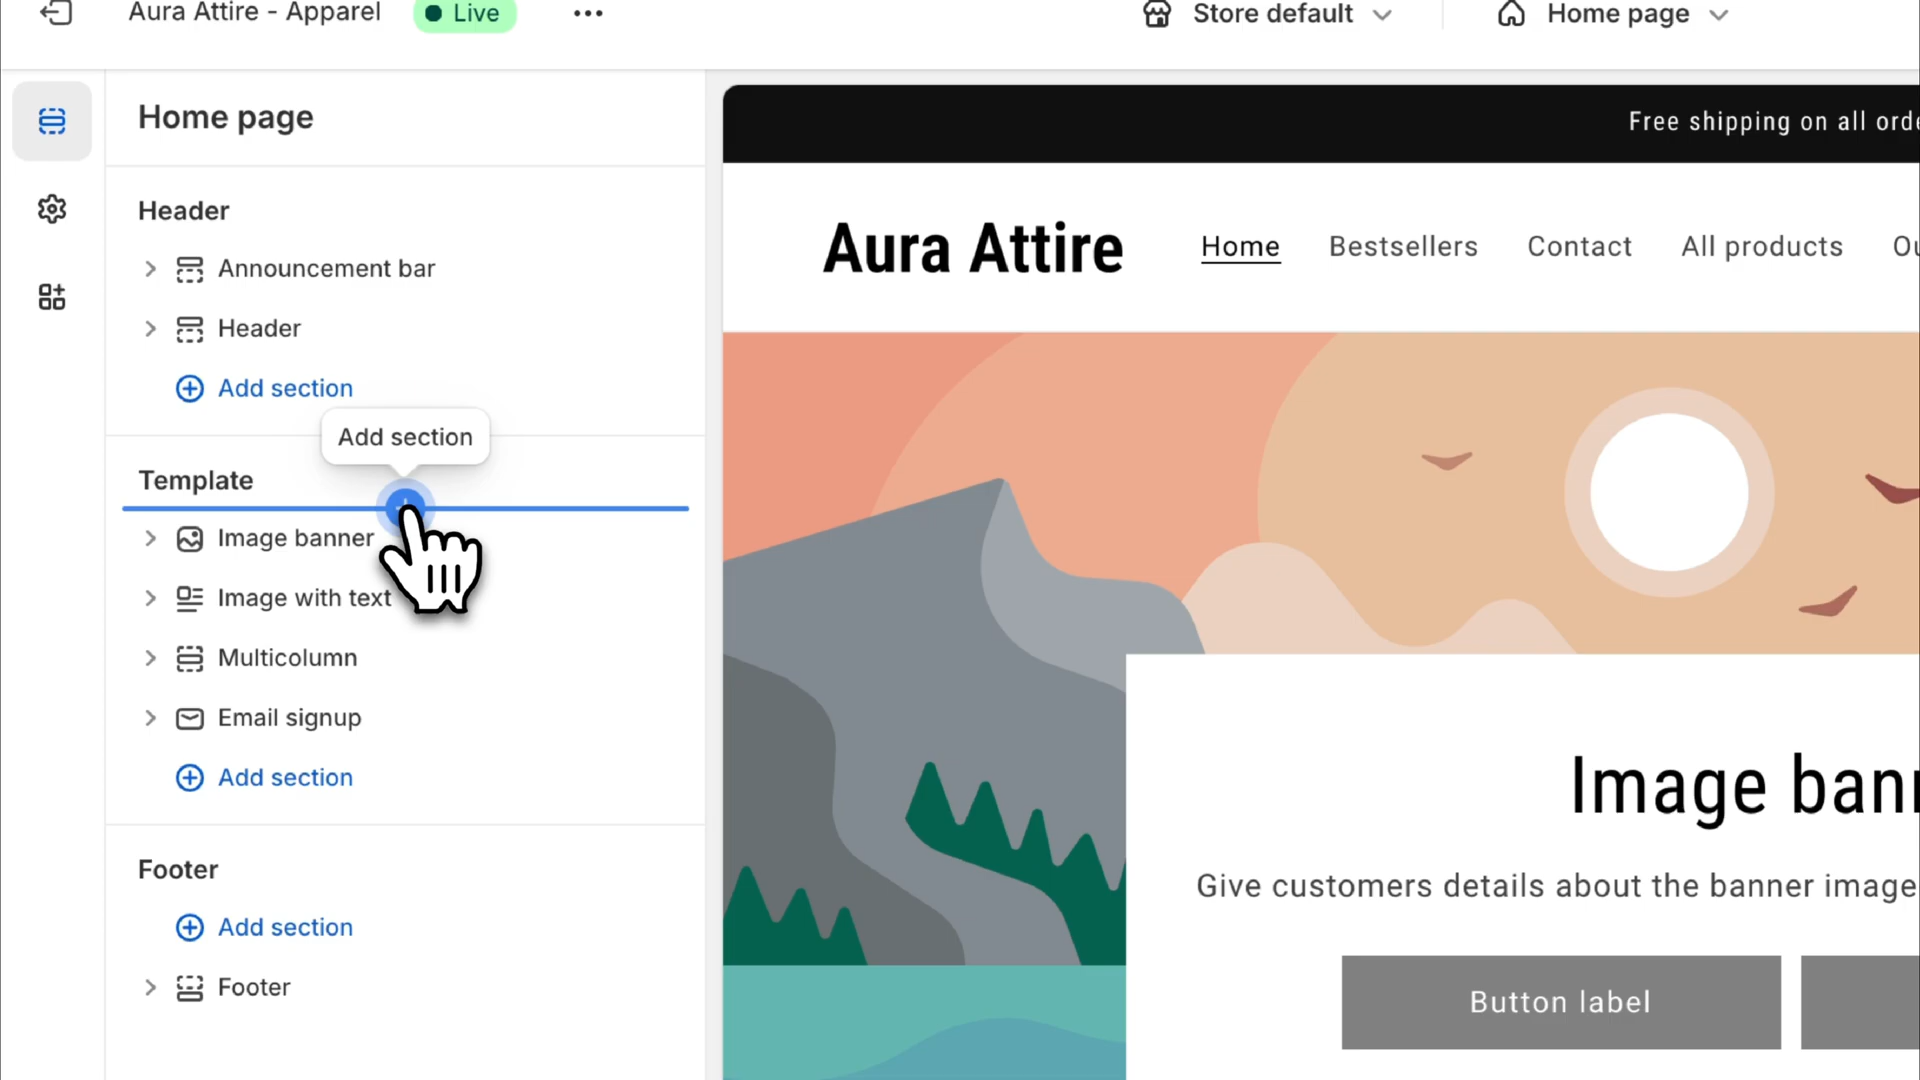 Aura Attire - Apparel
Live
Store default
Home page
Home page
Header
Announcement bar
Header
Add section
Add section
Template
Image banner
Image with text
Multicolumn
Email signup
Add section
Footer
Add section
Footer
Free shipping on all
Aura Attire
Home
Bestsellers
Contact
All products
Image
Give customers details about the banner image
Button label